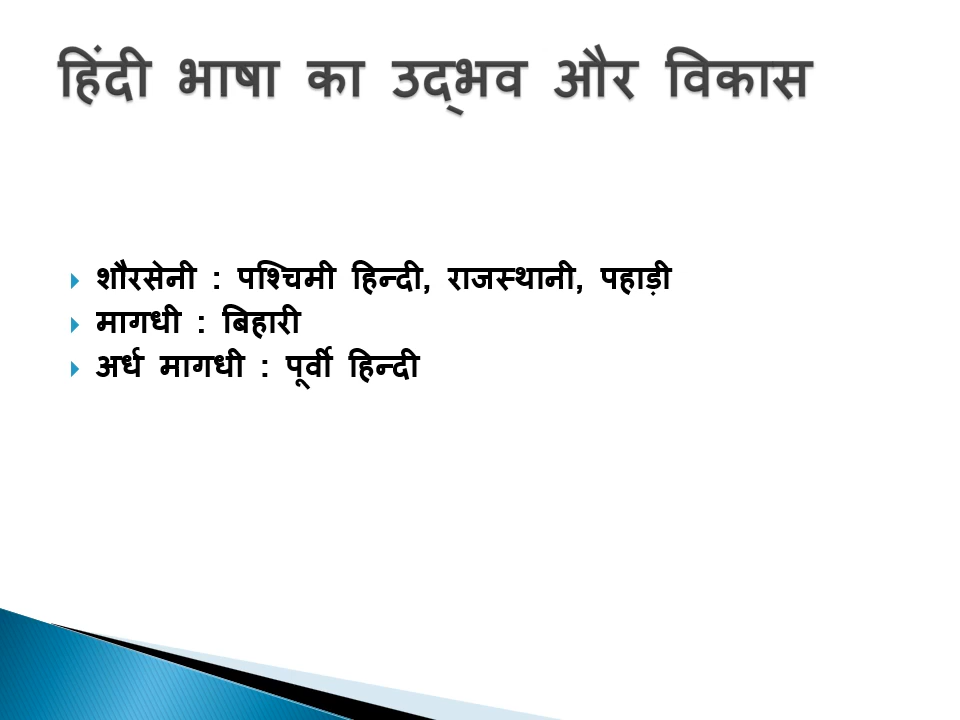 हिंदी भाषा का उद्‌भव और विकास
शौरसेनी : पश्चिमी हिन्दी, राजस्थानी, पहाड़ी
मागधी : बिहारी
अर्ध मागधी : पूर्वी हिन्दी